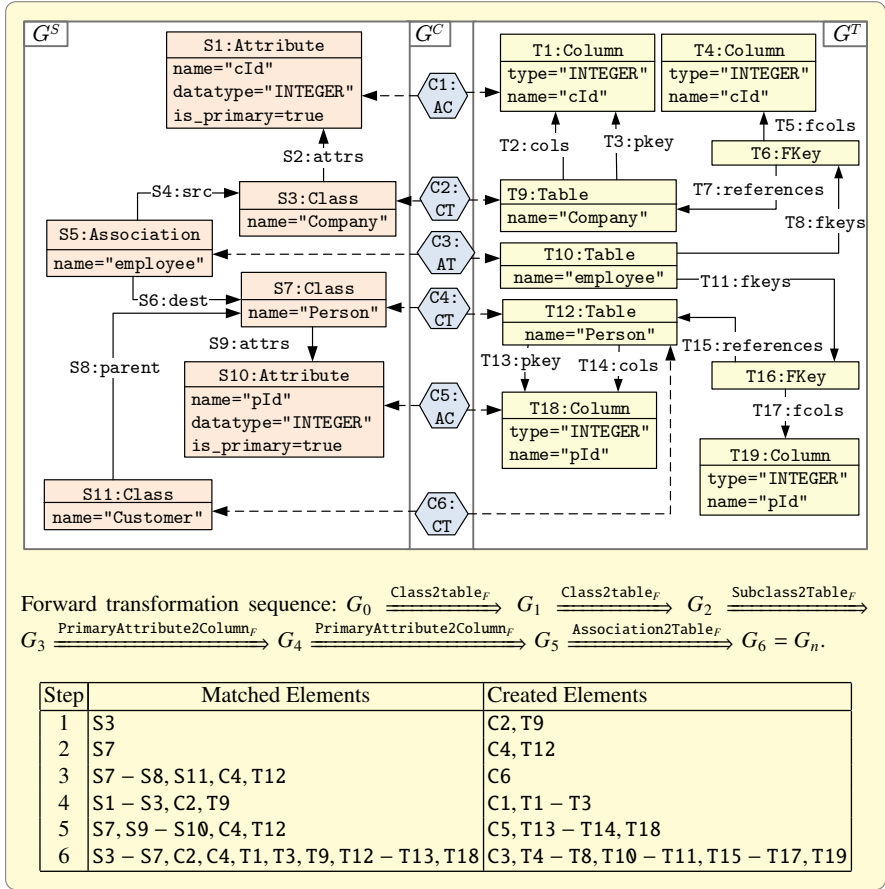 G^S
G^C
G^T
S1:Attribute
name="cId"
datatype="INTEGER"
is_primary=true
S2:attrs
S4:src
S3:Class
name="Company"
S5:Association
name="employee"
S6:dest
S7:Class
name="Person"
S8:parent
S9:attrs
S10:Attribute
name="pId"
datatype="INTEGER"
is_primary=true
S11:Class
name="Customer"
C1:
AC
C2:
CT
C3:
AT
C4:
CT
C5:
AC
C6:
CT
T1:Column
type="INTEGER"
name="cId"
T4:Column
type="INTEGER"
name="cId"
T2:cols
T3:pkey
T5:fcols
T6:FKey
T7:references
T9:Table
name="Company"
T8:fkeys
T10:Table
name="employee"
T11:fkeys
T12:Table
name="Person"
T15:references
T13:pkey
T14:cols
T16:FKey
T17:fcols
T18:Column
type="INTEGER"
name="pId"
T19:Column
type="INTEGER"
name="pId"
Forward transformation sequence: G_0 =Class2table_F⇒ G_1 =Class2table_F⇒ G_2 =Subclass2Table_F⇒
G_3 =PrimaryAttribute2Column_F⇒ G_4 =PrimaryAttribute2Column_F⇒ G_5 =Association2Table_F⇒ G_6 = G_n.
Step Matched Elements Created Elements
1 S3 C2, T9
2 S7 C4, T12
3 S7 − S8, S11, C4, T12 C6
4 S1 − S3, C2, T9 C1, T1 − T3
5 S7, S9 − S10, C4, T12 C5, T13 − T14, T18
6 S3 − S7, C2, C4, T1, T3, T9, T12 − T13, T18 C3, T4 − T8, T10 − T11, T15 − T17, T19